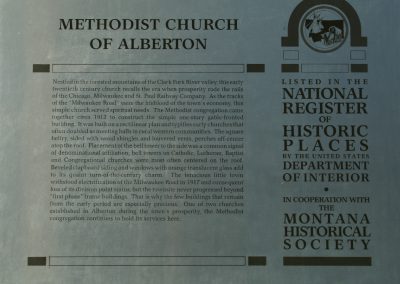 METHODIST CHURCH
OF ALBERTON
Nestled in the forested mountains of the Clark Fork River valley, this early
twentieth century church recalls the era when prosperity rode the rails
of the Chicago, Milwaukee and St. Paul Railway Company. As the tracks
of the "Milwaukee Road" were the lifeblood of the town's economy, this
simple church served spiritual needs. The Methodist congregation came
together circa 1912 to construct the simple one-story gable-fronted
building. It was built on a rectilinear plan and typifies early churches that
often doubled as meeting halls in rural western communities. The square
belfry, sided with wood shingles and louvered vents, perches off-center
atop the roof. Placement of the bell tower to the side was a common signal
of denominational affiliation; bell towers on Catholic, Lutheran, Baptist
and Congregational churches were most often centered on the roof.
Beveled clapboard siding and windows with multi-transluscent glass add
to its quaint turn-of-the-century charm. The tenacious little town
withstood electrification of the Milwaukee Road in 1917 and consequent
loss of its division point status, but the townsite never progressed beyond
"first phase" frame buildings. That is why the few buildings that remain
from the early period are especially precious. One of two churches
established in Alberton during the town's prosperity, the Methodist
congregation continues to hold its services here.
LISTED IN THE
NATIONAL
REGISTER
OF
HISTORIC
PLACES
BY THE UNITED STATES
DEPARTMENT
OF INTERIOR
•
IN COOPERATION WITH
THE
MONTANA
HISTORICAL
SOCIETY